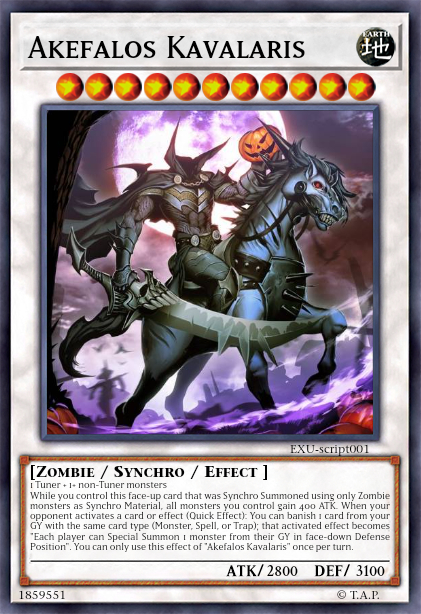 Akefalos Kavalaris
EARTH
地
EXU-script001
[Zombie / Synchro / Effect ]
1 Tuner + 1+ non-Tuner monsters
While you control this face-up card that was Synchro Summoned using only Zombie
monsters as Synchro Material, all monsters you control gain 400 ATK. When your
opponent activates a card or effect (Quick Effect): You can banish 1 card from your
GY with the same card type (Monster, Spell, or Trap); that activated effect becomes
"Each player can Special Summon 1 monster from their GY in face-down Defense
Position". You can only use this effect of "Akefalos Kavalaris" once per turn.
ATK/ 2800 DEF/ 3100
1859551 © T.A.P.